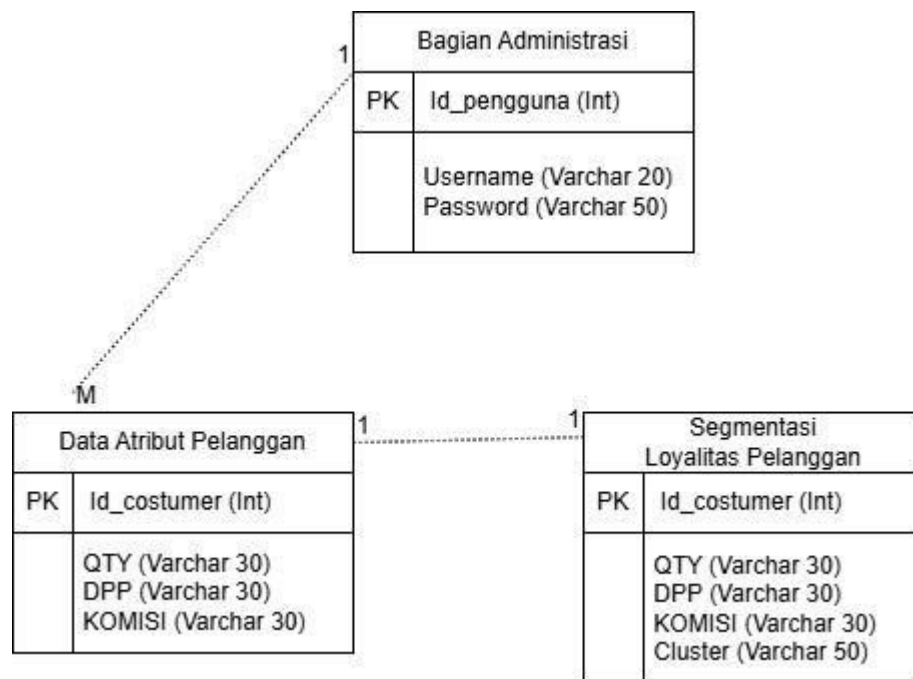 Bagian Administrasi
1
PK Id_pengguna (Int)
Username (Varchar 20)
Password (Varchar 50)
M
Data Atribut Pelanggan
1
PK Id_costumer (Int)
QTY (Varchar 30)
DPP (Varchar 30)
KOMISI (Varchar 30)
1
Segmentasi
Loyalitas Pelanggan
PK Id_costumer (Int)
QTY (Varchar 30)
DPP (Varchar 30)
KOMISI (Varchar 30)
Cluster (Varchar 50)